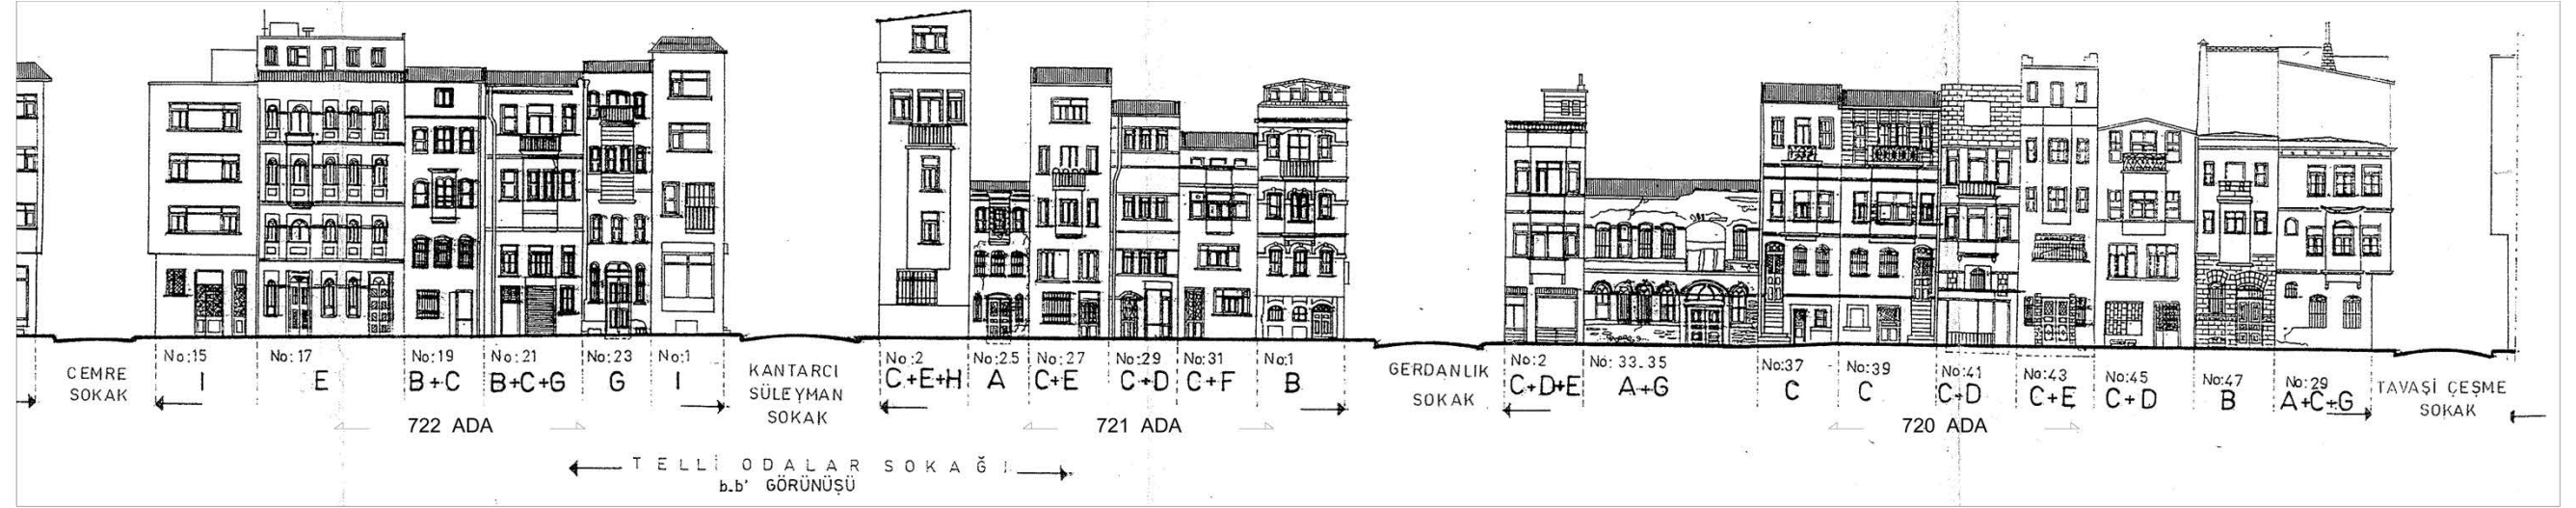 CEMRE
SOKAK
No:15
I
No:17
E
No:19
B+C
No:21
B+C+G
No:23
G
No:1
I
722 ADA
KANTARCI
SÜLEYMAN
SOKAK
No:2
C+E+H
No:25
A
No:27
C+E
No:29
C+D
No:31
C+F
No:1
B
721 ADA
GERDANLIK
SOKAK
No:2
C+D+E
No: 33.35
A+G
No:37
C
No:39
C
No:41
C+D
No:43
C+E
No:45
C+D
No:47
B
No:29
A+C+G
720 ADA
TAVAŞİ ÇEŞME
SOKAK
TELLİ ODALAR SOKAĞI
b-b' GÖRÜNÜŞÜ